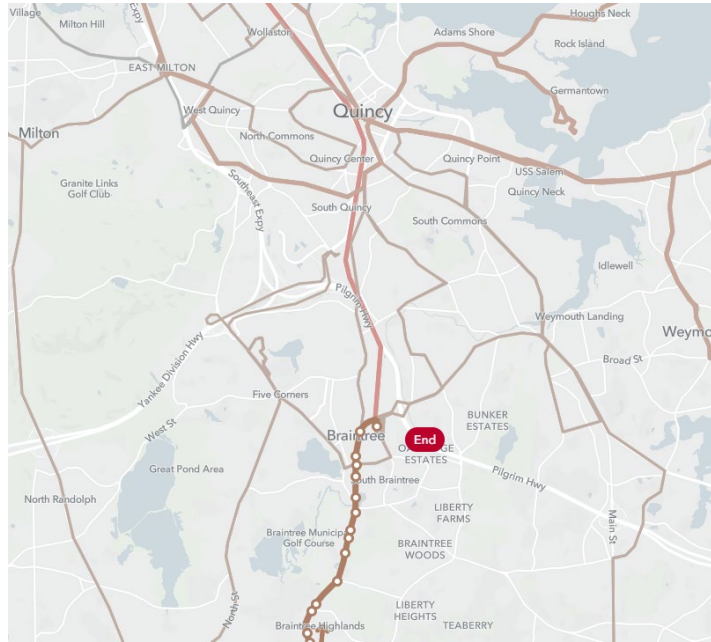 Village
Milton Hill
Expy
Wollaston
Adams Shore
Houghs Neck
Rock Island
EAST MILTON
Germantown
West Quincy
Quincy
Milton
North Commons
Quincy Center
Quincy Point
USS Salem
Granite Links
Golf Club
Southeast Expy
Quincy Neck
South Quincy
South Commons
Idlewell
Pilgrim Hwy
Weymouth Landing
Weymo
Yankee Division Hwy
Broad St
Five Corners
BUNKER
ESTATES
West St
Braintree
End
ESTATES
Great Pond Area
South Braintree
Pilgrim Hwy
North Randolph
LIBERTY
FARMS
Main St
Braintree Municip
Golf Course
BRAINTREE
WOODS
North St
LIBERTY
HEIGHTS
Braintree Highlands
TEABERRY